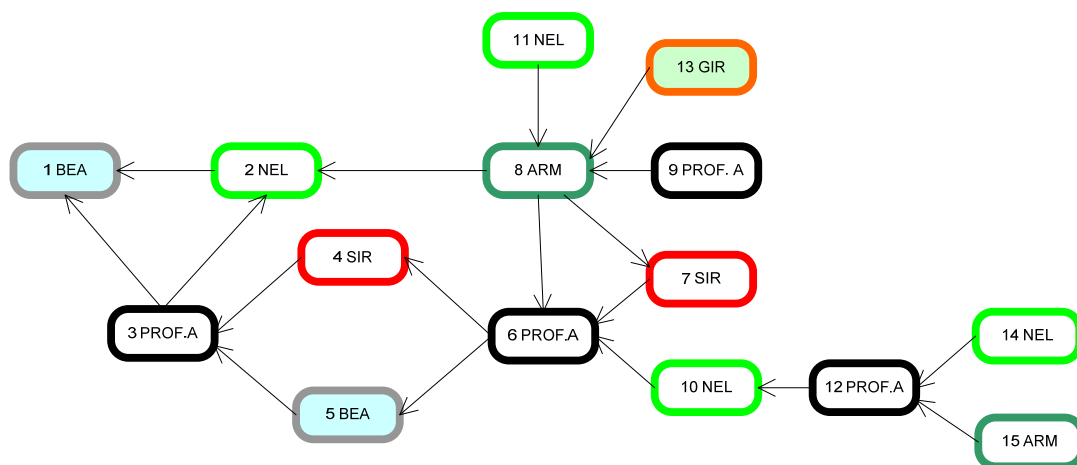 11 NEL
13 GIR
1 BEA
2 NEL
8 ARM
9 PROF. A
4 SIR
7 SIR
3 PROF.A
6 PROF.A
14 NEL
10 NEL
12 PROF.A
5 BEA
15 ARM